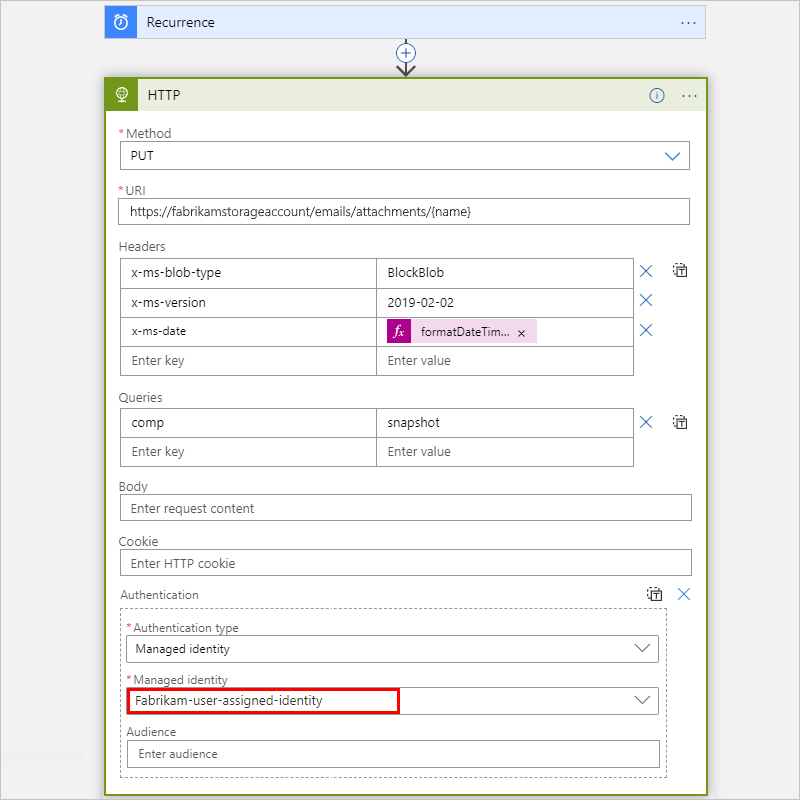 Recurrence ...
HTTP ...
* Method
PUT
* URI
https://fabrikamstorageaccount/emails/attachments/{name}
Headers
x-ms-blob-type BlockBlob
x-ms-version 2019-02-02
x-ms-date fx formatDateTim... x
Enter key Enter value
Queries
comp snapshot
Enter key Enter value
Body
Enter request content
Cookie
Enter HTTP cookie
Authentication
* Authentication type
Managed identity
* Managed identity
Fabrikam-user-assigned-identity
Audience
Enter audience